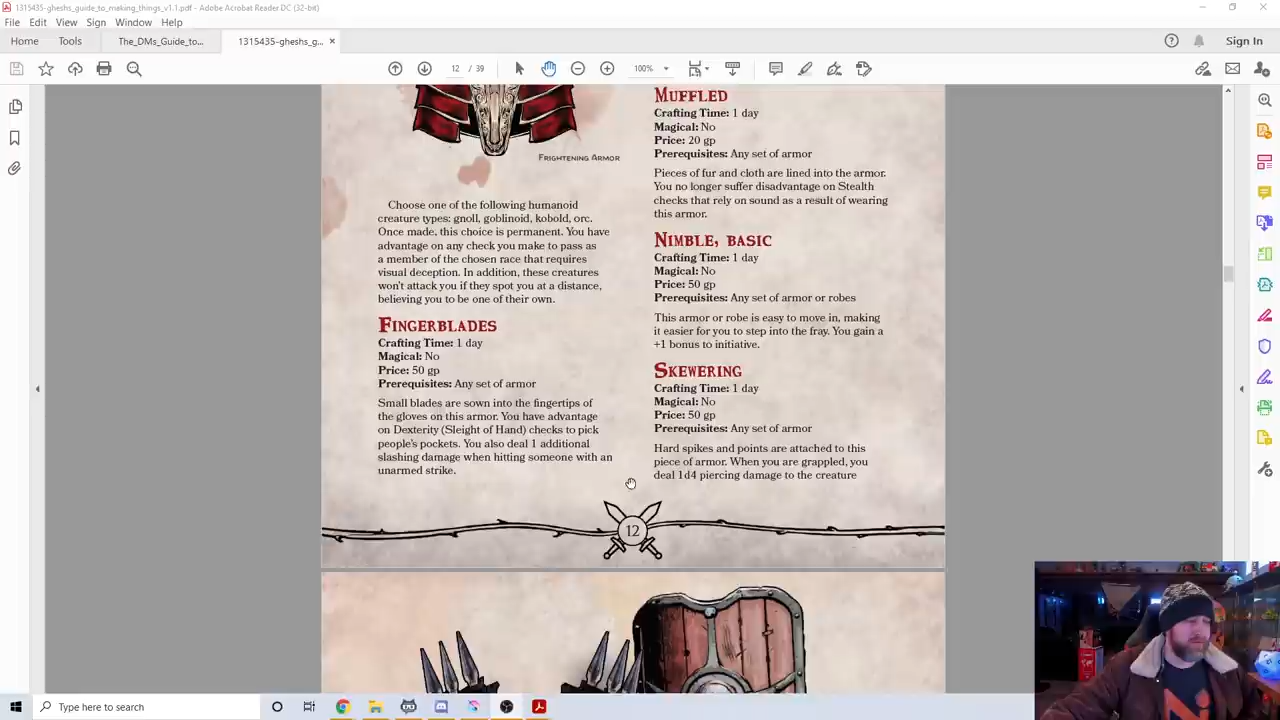 1315435-gheshs_guide_to_making_things_v1.1.pdf - Adobe Acrobat Reader DC (32-bit)
File Edit View Sign Window Help
Home Tools The_DMs_Guide_to... 1315435-gheshs_g... ×
Sign In
12 / 39 100%
FRIGHTENING ARMOR
Choose one of the following humanoid
creature types: gnoll, goblinoid, kobold, orc.
Once made, this choice is permanent. You have
advantage on any check you make to pass as
a member of the chosen race that requires
visual deception. In addition, these creatures
won't attack you if they spot you at a distance,
believing you to be one of their own.
FINGERBLADES
Crafting Time: 1 day
Magical: No
Price: 50 gp
Prerequisites: Any set of armor
Small blades are sown into the fingertips of
the gloves on this armor. You have advantage
on Dexterity (Sleight of Hand) checks to pick
people's pockets. You also deal 1 additional
slashing damage when hitting someone with an
unarmed strike.
MUFFLED
Crafting Time: 1 day
Magical: No
Price: 20 gp
Prerequisites: Any set of armor
Pieces of fur and cloth are lined into the armor.
You no longer suffer disadvantage on Stealth
checks that rely on sound as a result of wearing
this armor.
NIMBLE, BASIC
Crafting Time: 1 day
Magical: No
Price: 50 gp
Prerequisites: Any set of armor or robes
This armor or robe is easy to move in, making
it easier for you to step into the fray. You gain a
+1 bonus to initiative.
SKEWERING
Crafting Time: 1 day
Magical: No
Price: 50 gp
Prerequisites: Any set of armor
Hard spikes and points are attached to this
piece of armor. When you are grappled, you
deal 1d4 piercing damage to the creature
12
Type here to search